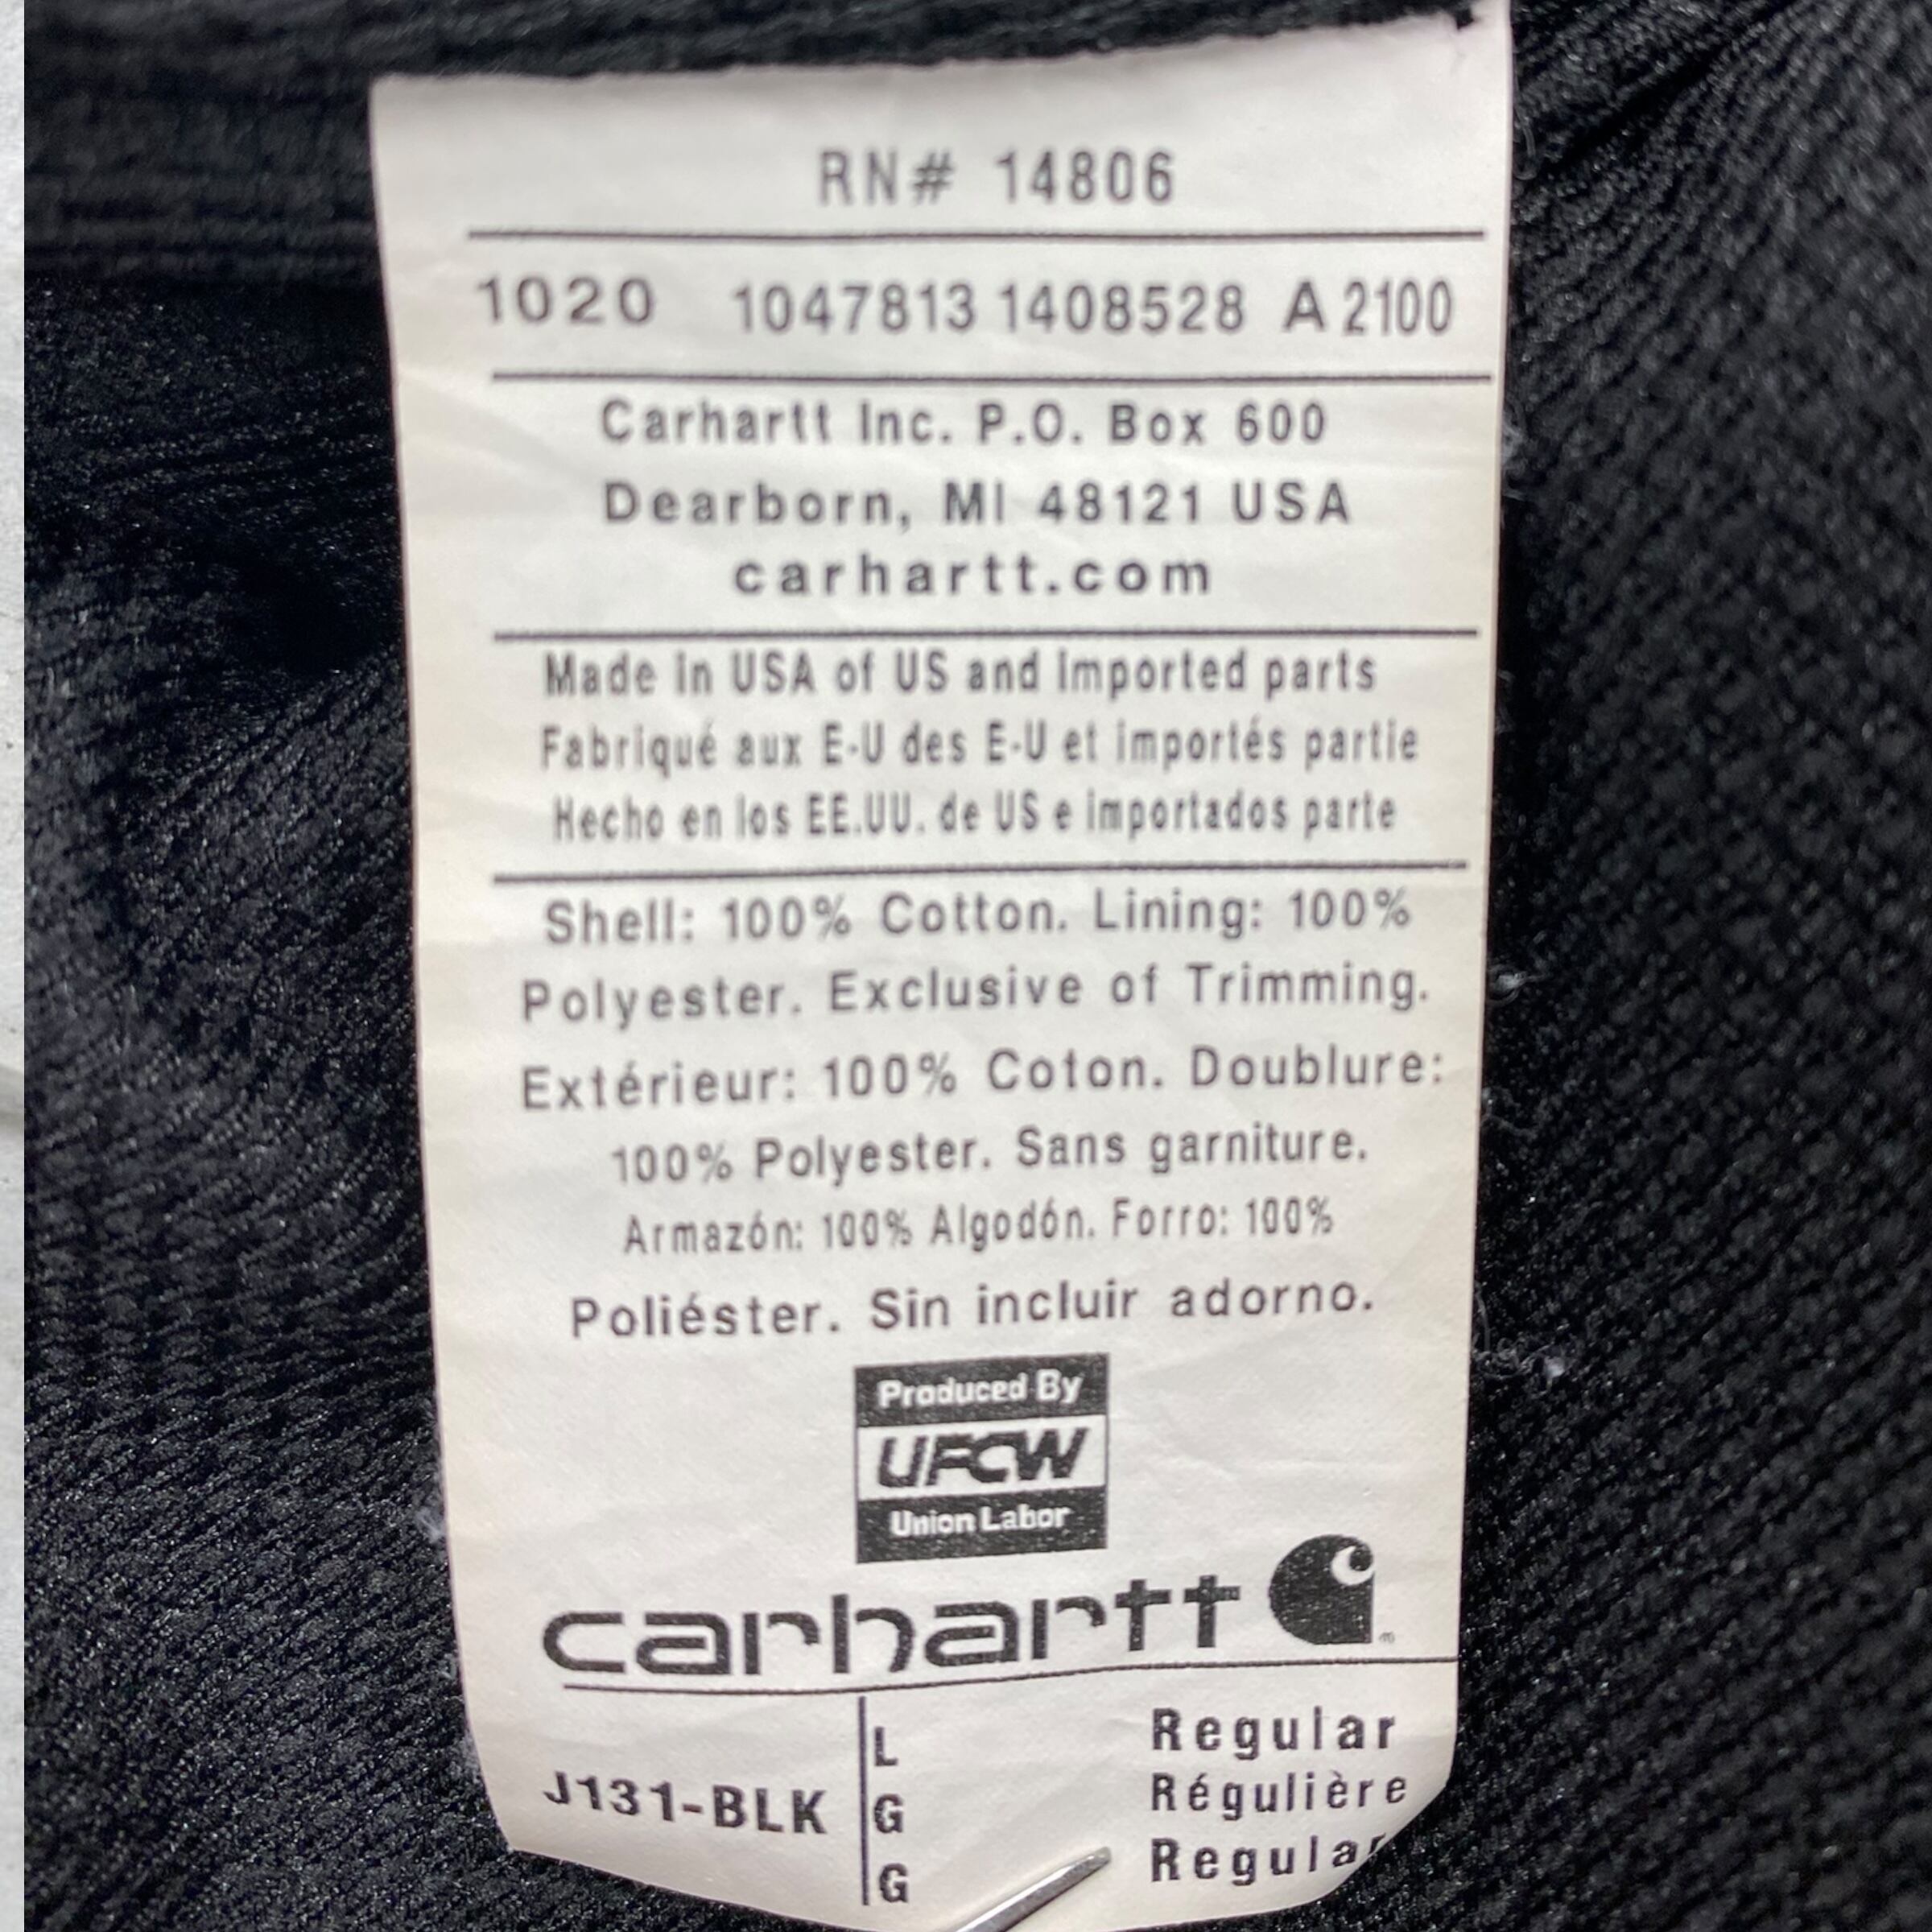 RN# 14806
1020 1047813 1408528 A 2100
Carhartt Inc. P.O. Box 600
Dearborn, MI 48121 USA
carhartt.com
Made in USA of US and Imported parts
Fabriqué aux E-U des E-U et importés partie
Hecho en los EE.UU. de US e importados parte
Shell: 100% Cotton. Lining: 100%
Polyester. Exclusive of Trimming.
Extérieur: 100% Coton. Doublure:
100% Polyester. Sans garniture.
Armazón: 100% Algodón. Forro: 100%
Poliéster. Sin incluir adorno.
Produced By
UFCW
Union Labor
carhartt
J131-BLK
L Regular
G Régulière
G Regular